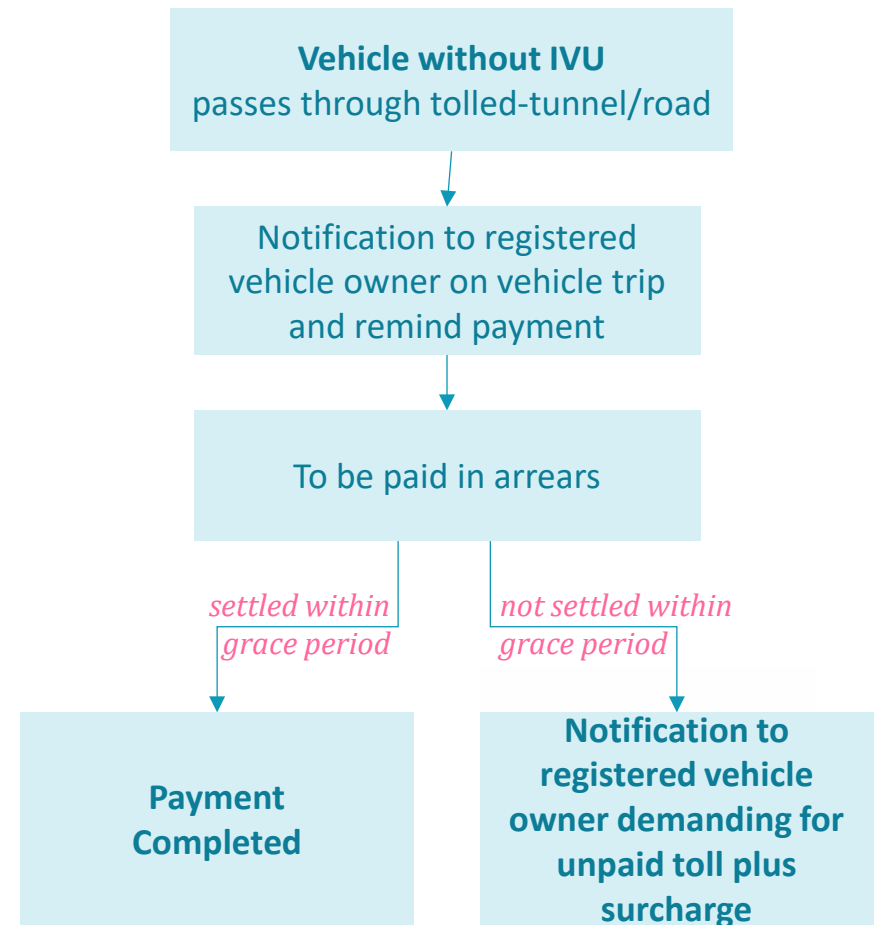 Vehicle without IVU
passes through tolled-tunnel/road
Notification to registered
vehicle owner on vehicle trip
and remind payment
To be paid in arrears
settled within
grace period
not settled within
grace period
Payment
Completed
Notification to
registered vehicle
owner demanding for
unpaid toll plus
surcharge